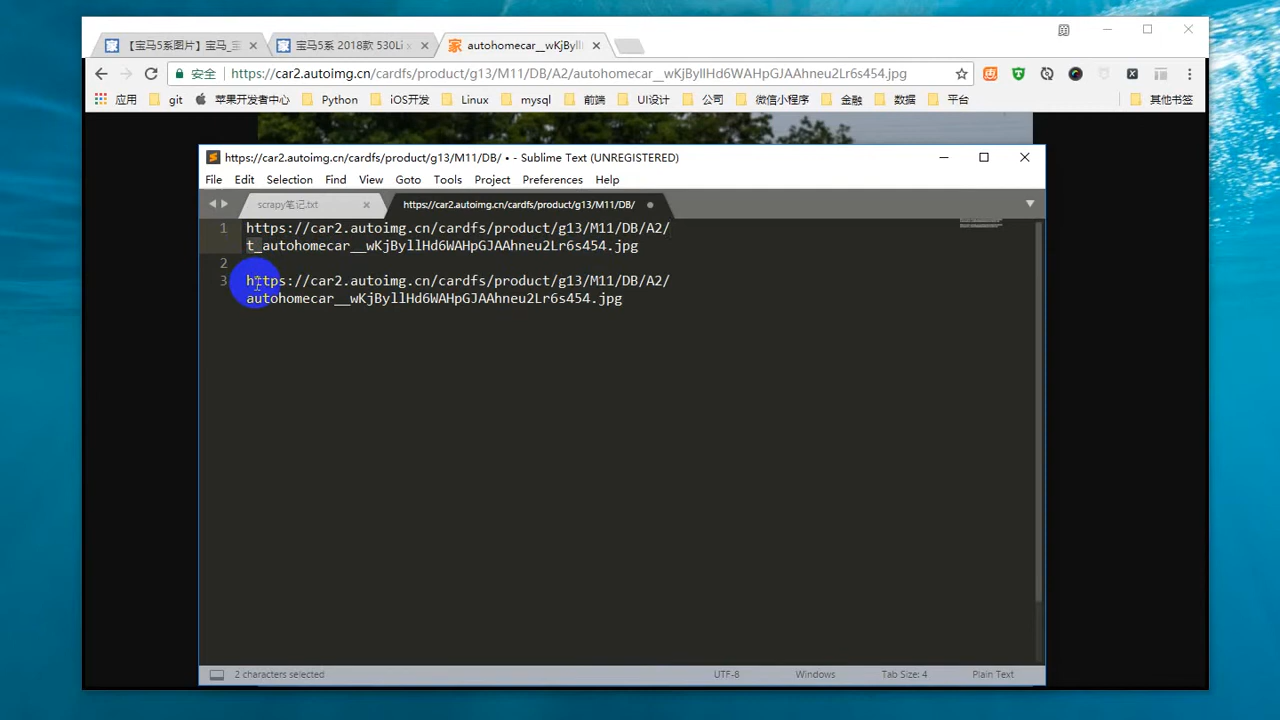 【宝马5系图片】宝马_宝
宝马5系 2018款 530Li
autohomecar__wKjByll
安全 https://car2.autoimg.cn/cardfs/product/g13/M11/DB/A2/autohomecar__wKjByllHd6WAHpGJAAhneu2Lr6s454.jpg
应用 git 苹果开发者中心 Python iOS开发 Linux mysql 前端 UI设计 公司 微信小程序 金融 数据 平台 其他书签
https://car2.autoimg.cn/cardfs/product/g13/M11/DB/ • - Sublime Text (UNREGISTERED)
File Edit Selection Find View Goto Tools Project Preferences Help
scrapy笔记.txt https://car2.autoimg.cn/cardfs/product/g13/M11/DB/
1 https://car2.autoimg.cn/cardfs/product/g13/M11/DB/A2/
t_autohomecar__wKjByllHd6WAHpGJAAhneu2Lr6s454.jpg
2
3 https://car2.autoimg.cn/cardfs/product/g13/M11/DB/A2/
autohomecar__wKjByllHd6WAHpGJAAhneu2Lr6s454.jpg
2 characters selected UTF-8 Windows Tab Size: 4 Plain Text